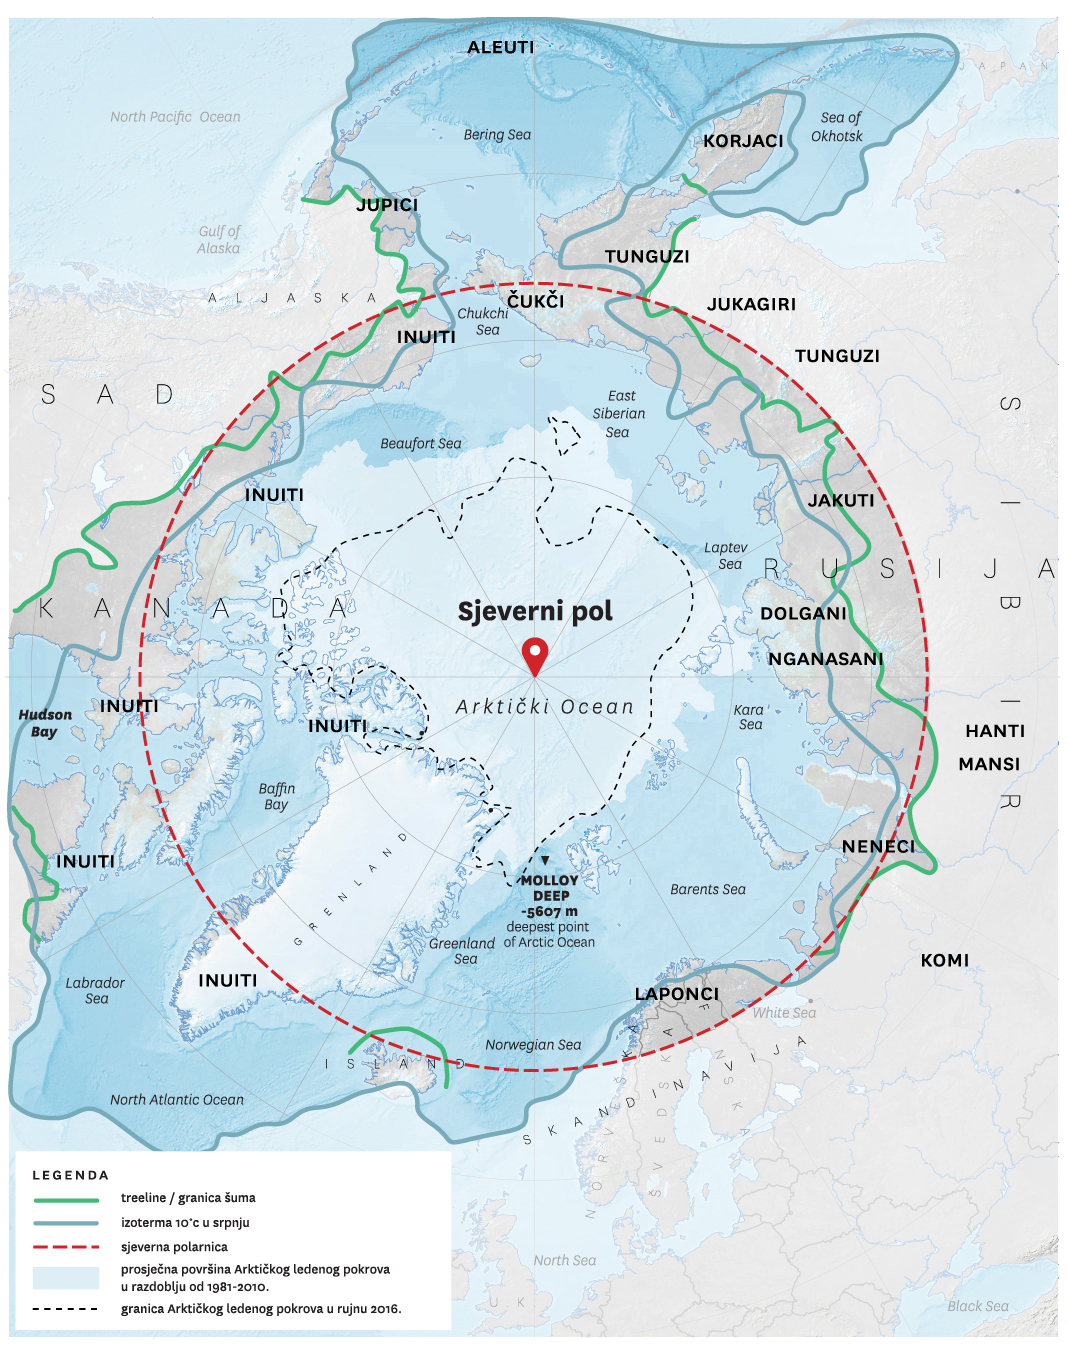 ALEUTI
JAPAN
North Pacific Ocean
Bering Sea
Sea of
Okhotsk
KORJACI
JUPICI
Gulf of
Alaska
TUNGUZI
ALJASKA
ČUKČI
JUKAGIRI
Chukchi
Sea
INUITI
TUNGUZI
SAD
East
Siberian
Sea
SIBIR
Beaufort Sea
INUITI
JAKUTI
Laptev
Sea
RUSIJA
KANADA
Sjeverni pol
DOLGANI
NGANASANI
Arktički Ocean
INUITI
Hudson
Bay
INUITI
Kara
Sea
HANTI
MANSI
Baffin
Bay
NENECI
INUITI
GRENLAND
MOLLOY
DEEP
-5607 m
deepest point
of Arctic Ocean
Barents Sea
Greenland
Sea
KOMI
INUITI
Labrador
Sea
LAPONCI
White Sea
Norwegian Sea
ISLAND
North Atlantic Ocean
SKANDINAVIJA
NORVEŠKA
ŠVEDSKA
FINSKA
North Sea
UK
Black Sea
LEGENDA
treeline / granica šuma
izoterma 10°c u srpnju
sjeverna polarnica
prosječna površina Arktičkog ledenog pokrova
u razdoblju od 1981-2010.
granica Arktičkog ledenog pokrova u rujnu 2016.